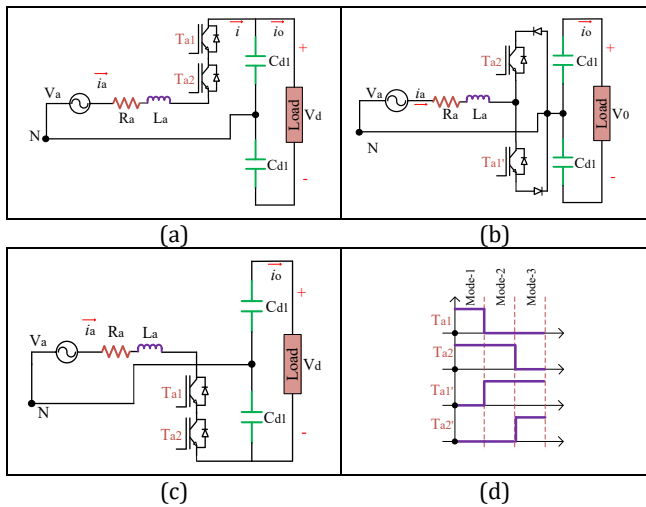 Ta1
i
io
+
Cd1
Ta2
ia
Va
Ra
La
Load
Vd
N
Cd1
-
(a)
io
+
Cd1
Ta2
Va
ia
Ra
La
Load
V0
N
Ta1'
Cd1
-
(b)
io
+
Cd1
ia
Ra
La
Va
Load
Vd
Ta1
N
Cd1
Ta2
-
(c)
Mode-1
Mode-2
Mode-3
Ta1
Ta2
Ta1'
Ta2'
(d)